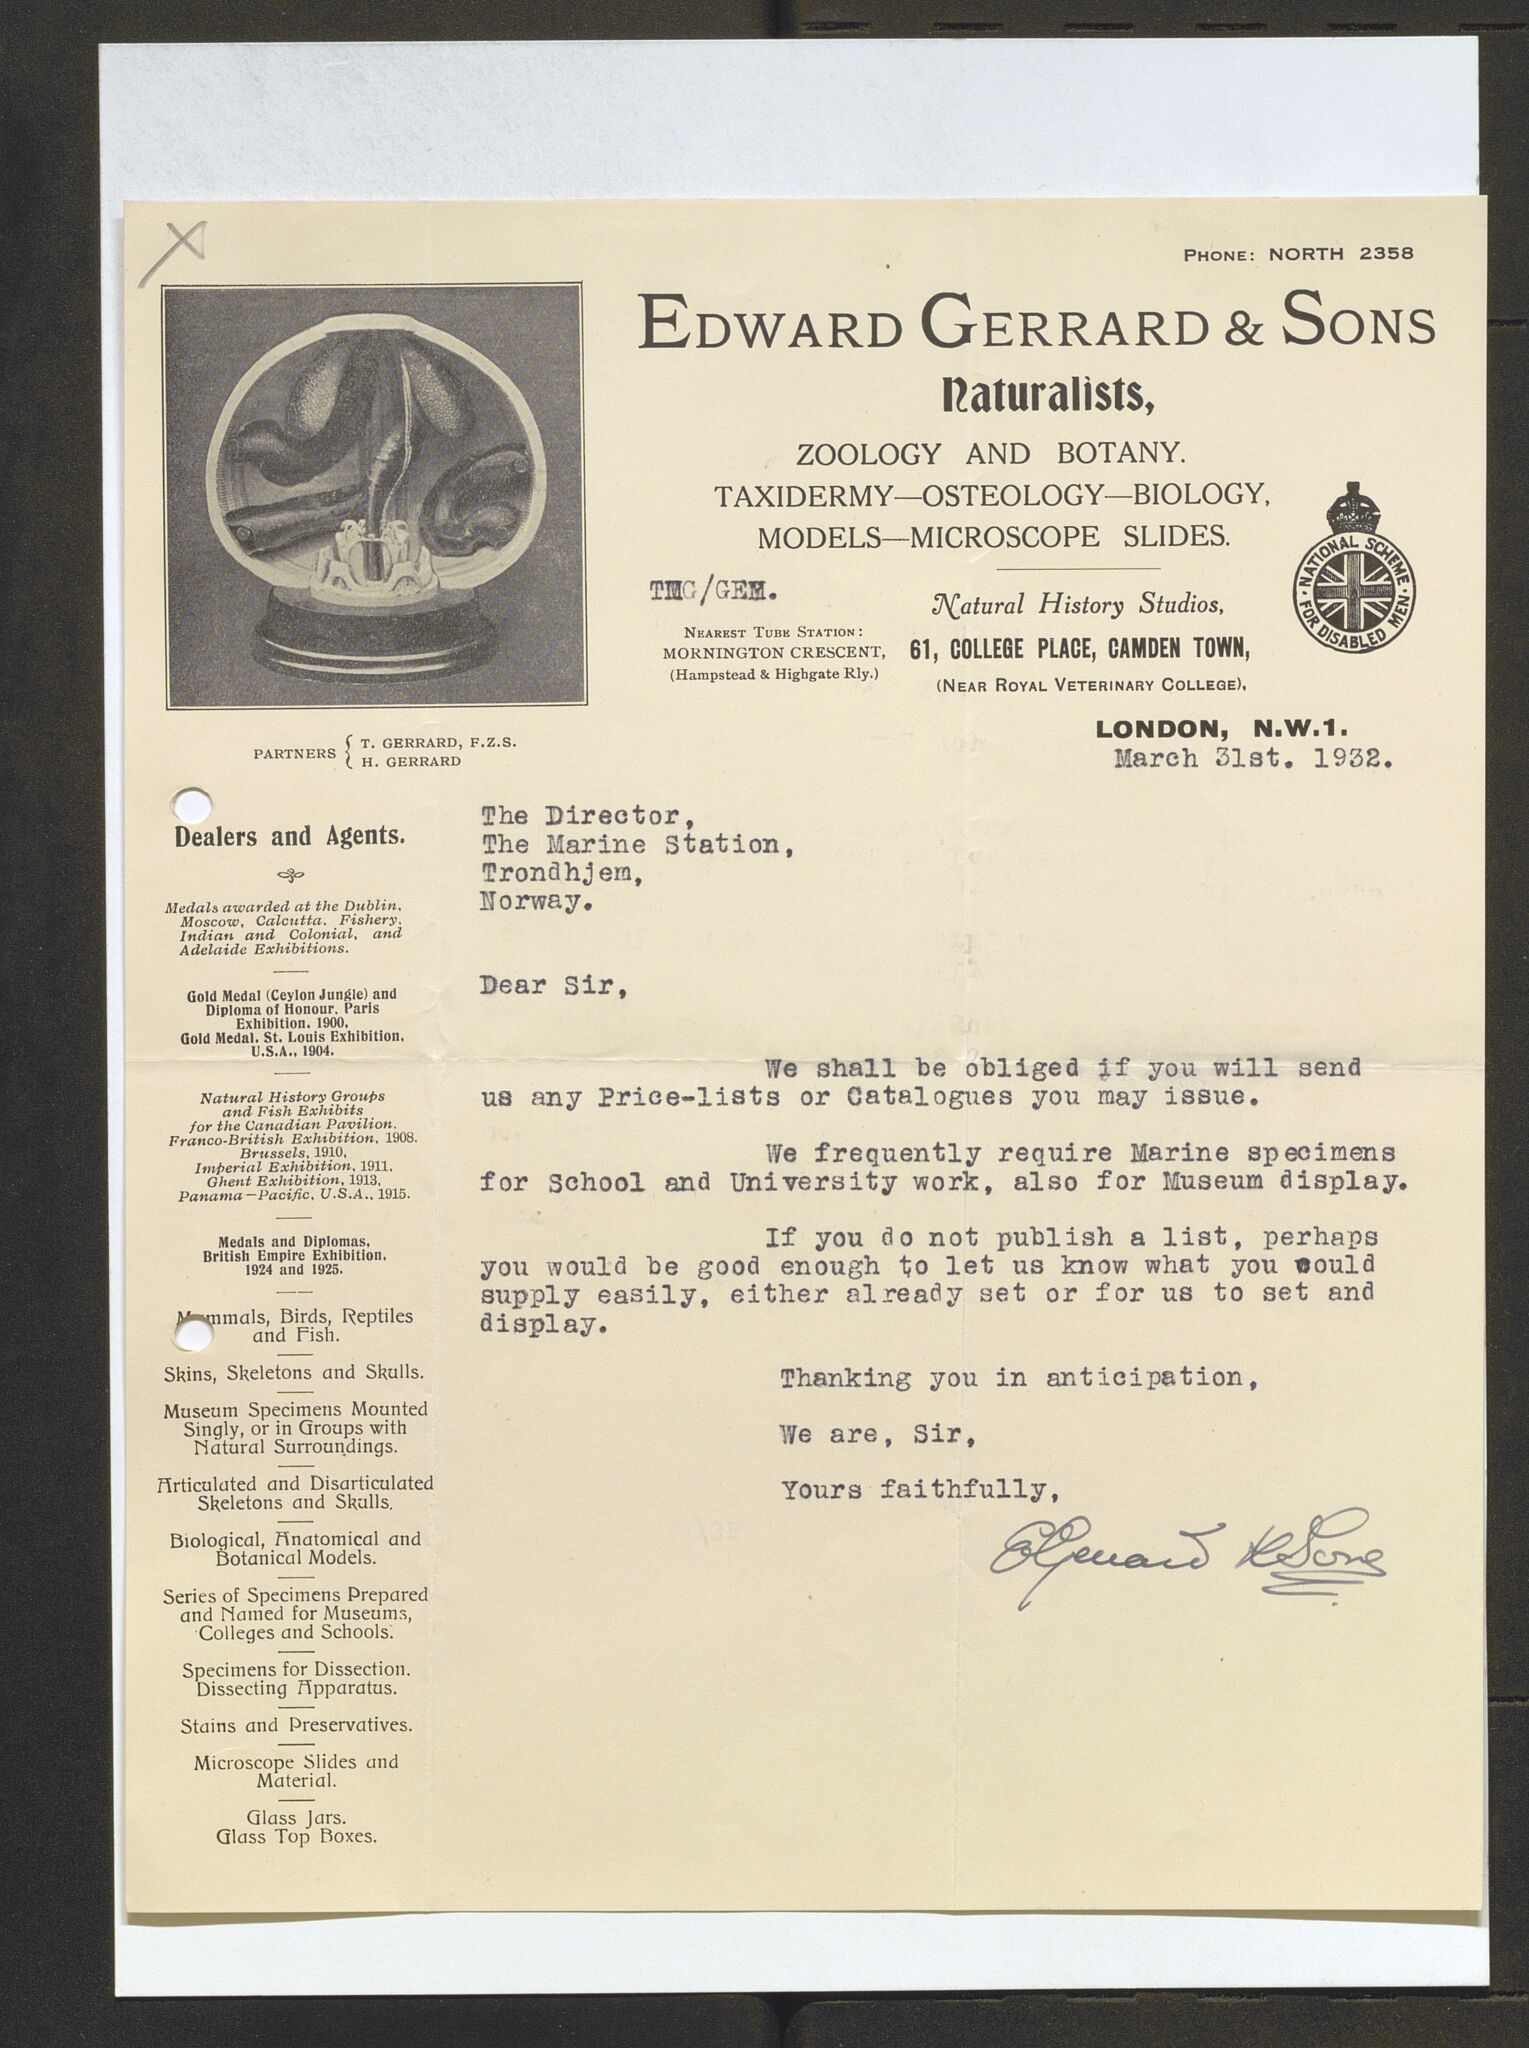 PHONE: NORTH 2358
EDWARD GERRARD & SONS
Naturalists,
ZOOLOGY AND BOTANY.
TAXIDERMY—OSTEOLOGY—BIOLOGY,
MODELS—MICROSCOPE SLIDES.
TMG/GEM.
NEAREST TUBE STATION:
MORNINGTON CRESCENT,
(Hampstead & Highgate Rly.)
Natural History Studios,
61, COLLEGE PLACE, CAMDEN TOWN,
(NEAR ROYAL VETERINARY COLLEGE),
LONDON, N.W.1.
NATIONAL SCHEME
FOR DISABLED MEN
March 31st. 1932.
PARTNERS { T. GERRARD, F.Z.S.
H. GERRARD
Dealers and Agents.
Medals awarded at the Dublin,
Moscow, Calcutta, Fishery,
Indian and Colonial, and
Adelaide Exhibitions.
Gold Medal (Ceylon Jungle) and
Diploma of Honour, Paris
Exhibition, 1900,
Gold Medal, St. Louis Exhibition,
U.S.A., 1904.
Natural History Groups
and Fish Exhibits
for the Canadian Pavilion,
Franco-British Exhibition, 1908.
Brussels, 1910,
Imperial Exhibition, 1911,
Ghent Exhibition, 1913,
Panama—Pacific, U.S.A., 1915.
Medals and Diplomas,
British Empire Exhibition,
1924 and 1925.
Mammals, Birds, Reptiles
and Fish.
Skins, Skeletons and Skulls.
Museum Specimens Mounted
Singly, or in Groups with
Natural Surroundings.
Articulated and Disarticulated
Skeletons and Skulls.
Biological, Anatomical and
Botanical Models.
Series of Specimens Prepared
and Named for Museums,
Colleges and Schools.
Specimens for Dissection.
Dissecting Apparatus.
Stains and Preservatives.
Microscope Slides and
Material.
Glass Jars.
Glass Top Boxes.
The Director,
The Marine Station,
Trondhjem,
Norway.
Dear Sir,
We shall be obliged if you will send
us any Price-lists or Catalogues you may issue.
We frequently require Marine specimens
for School and University work, also for Museum display.
If you do not publish a list, perhaps
you would be good enough to let us know what you could
supply easily, either already set or for us to set and
display.
Thanking you in anticipation,
We are, Sir,
Yours faithfully,
E Gerrard & Sons